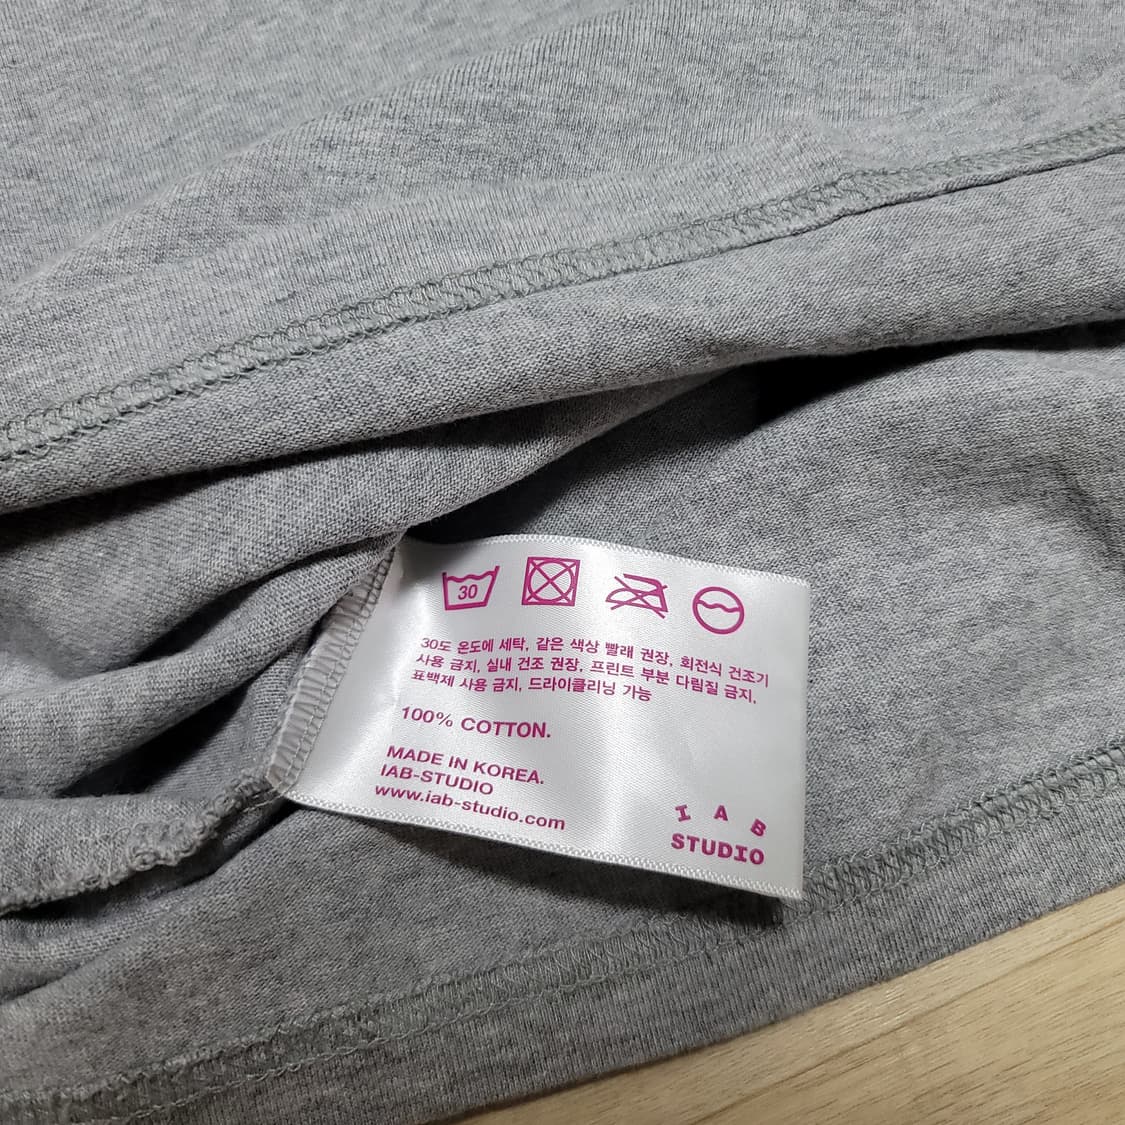 30
30도 온도에 세탁, 같은 색상 빨래 권장, 회전식 건조기
사용 금지, 실내 건조 권장, 프린트 부분 다림질 금지,
표백제 사용 금지, 드라이클리닝 가능
100% COTTON.
MADE IN KOREA.
IAB-STUDIO
www.iab-studio.com
I A B
STUDIO